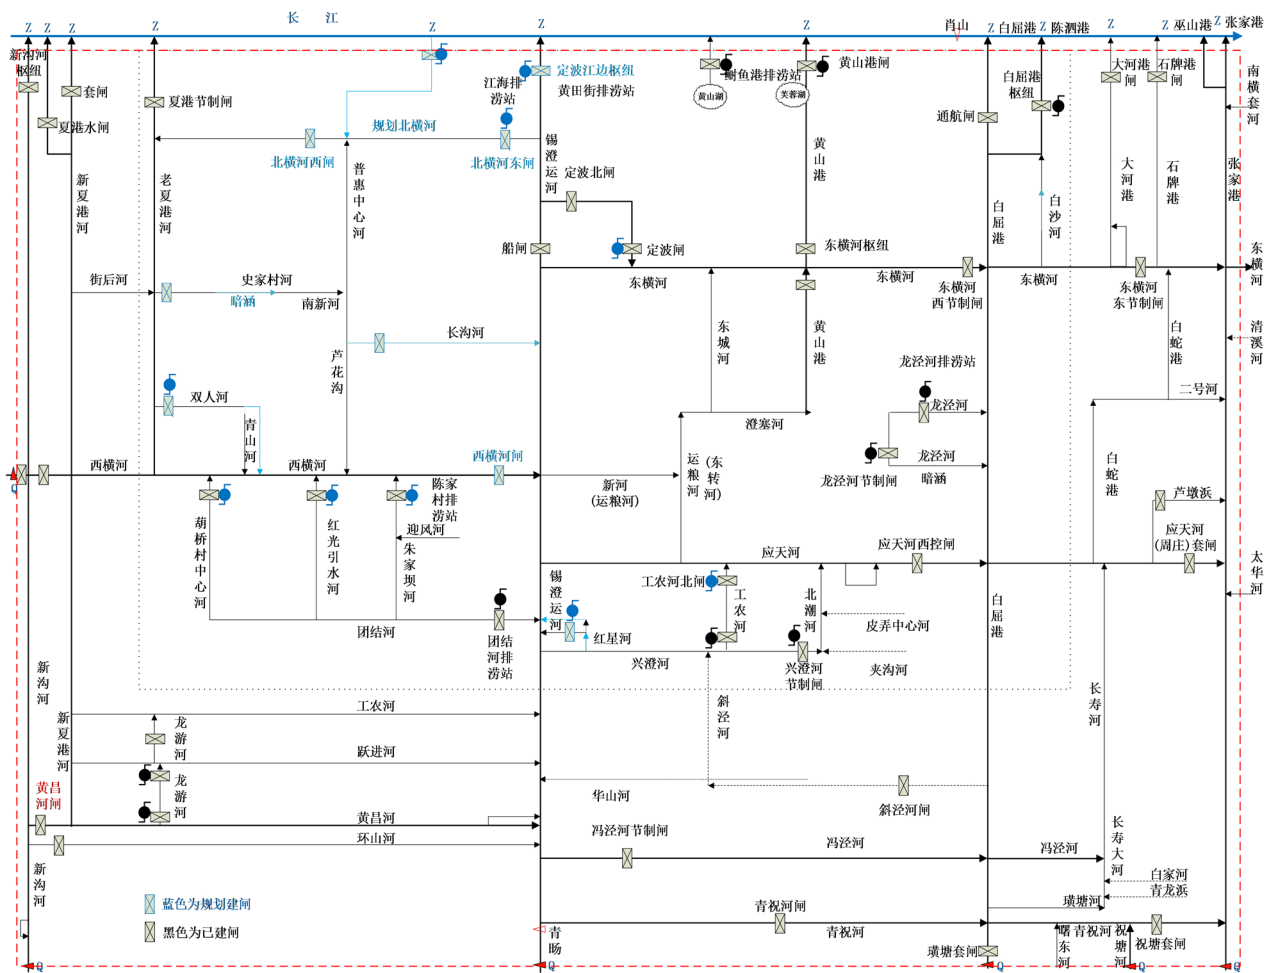 长 江
Z
Z
Z
Z
Z
Z
Z
肖山
Z 白屈港
Z 陈泗港
Z
Z 巫山港
Z 张家港
新沟河
枢纽
套闸
夏港水闸
夏港节制闸
江海排
涝站
定波江边枢纽
黄田街排涝站
鲥鱼港排涝站
黄山湖
芙蓉湖
黄山港闸
通航闸
白屈港
枢纽
大河港
闸
石牌港
闸
南横套河
规划北横河
北横河西闸
北横河东闸
锡澄运河
定波北闸
黄山港
新夏港河
老夏港河
普惠中心河
白屈港
白沙河
大河港
石牌港
张家港
船闸
定波闸
东横河枢纽
东横河
东横河
东横河
西节制闸
东横河
东横河
东节制闸
东横河
街后河
史家村河
暗涵
南新河
长沟河
芦花沟
东城河
黄山港
白蛇港
清溪河
龙泾河排涝站
龙泾河
二号河
双人河
青山河
澄塞河
西横河
西横河
西横河闸
运粮河
(东转河)
龙泾河
龙泾河节制闸
暗涵
白蛇港
Q
新河
(运粮河)
芦墩浜
陈家
村排
涝站
迎风河
葫桥村中心河
红光引水河
朱家坝河
应天河
应天河西控闸
应天河
(周庄)套闸
太华河
锡澄运河
工农河北闸
工农河
北潮河
皮弄中心河
白屈港
团结河
团结
河排
涝站
红星河
兴澄河
兴澄河
节制闸
夹沟河
新沟河
斜泾河
长寿河
新夏港河
工农河
龙游河
跃进河
龙游河
华山河
斜泾河闸
黄昌
河闸
黄昌河
环山河
冯泾河节制闸
冯泾河
冯泾河
长寿大河
新沟河
白家河
青龙浜
璜塘河
蓝色为规划建闸
黑色为已建闸
青祝河闸
青祝河
青旸
璜塘套闸
曙东河
青祝河
祝塘河
祝塘套闸
Q
Q
Q
Q
Q